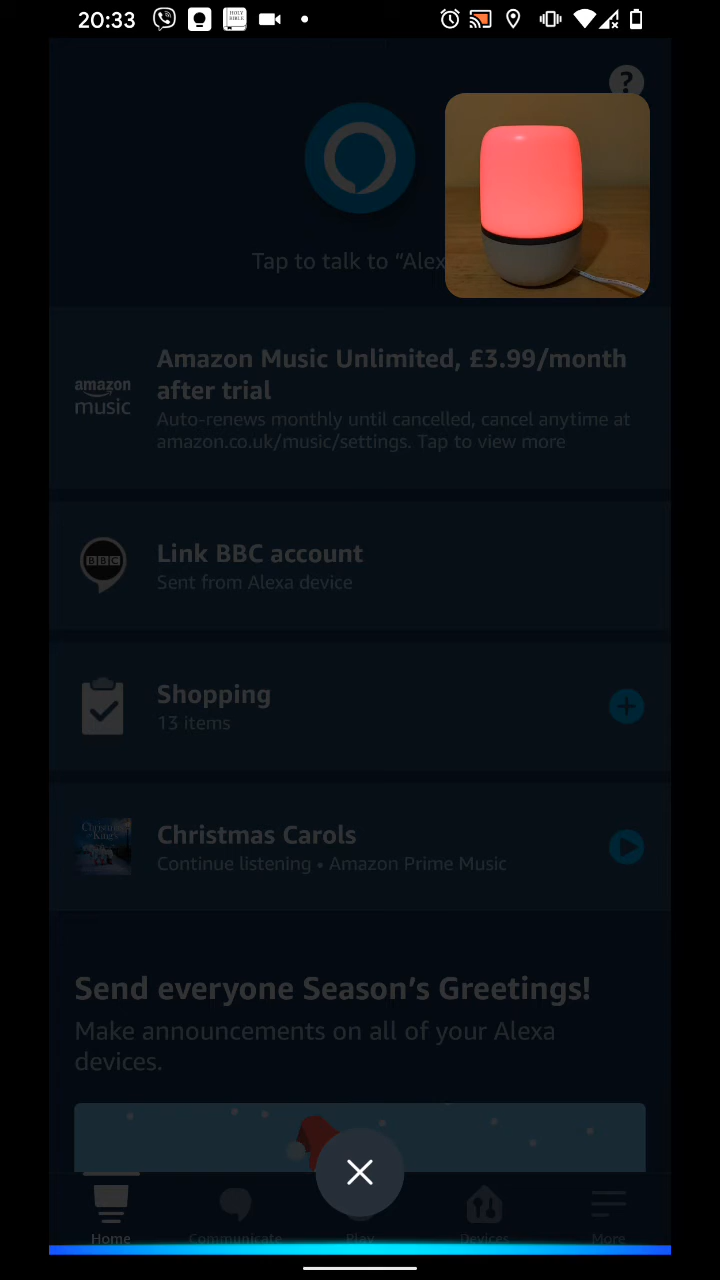 20:33
HOLY
BIBLE
?
Tap to talk to “Alex
amazon
music
Amazon Music Unlimited, £3.99/month
after trial
Auto-renews monthly until cancelled, cancel anytime at
amazon.co.uk/music/settings. Tap to view more
BBC
Link BBC account
Sent from Alexa device
Shopping
13 items
Christmas Carols
Continue listening • Amazon Prime Music
Send everyone Season’s Greetings!
Make announcements on all of your Alexa
devices.
Home
Communicate
Play
Devices
More